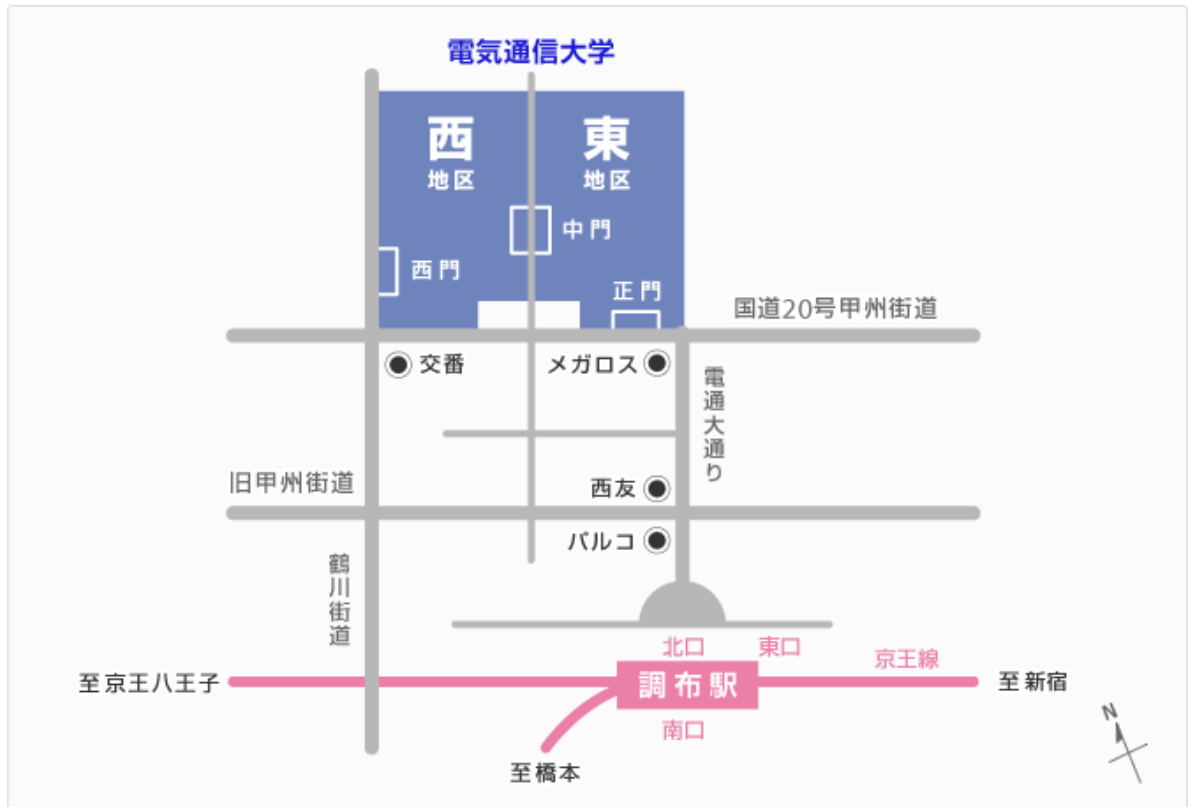 電気通信大学
西
地区
東
地区
中門
西門
正門
国道20号甲州街道
交番
メガロス
電通大通り
西友
旧甲州街道
パルコ
鶴川街道
北口
東口
京王線
至京王八王子
調布駅
至新宿
南口
至橋本
N